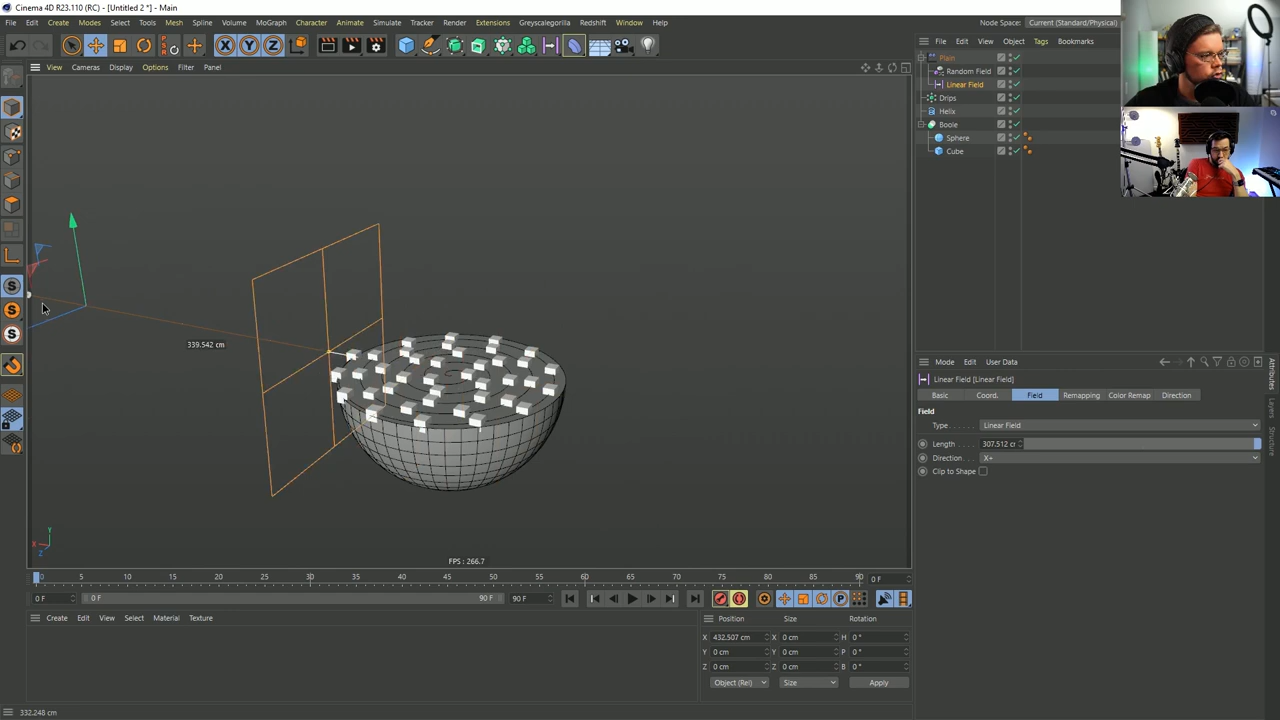 Cinema 4D R23.110 (RC) - [Untitled 2 *] - Main
File Edit Create Modes Select Tools Mesh Spline Volume MoGraph Character Animate Simulate Tracker Render Extensions Greyscalegorilla Redshift Window Help
Node Space: Current (Standard/Physical)
View Cameras Display Options Filter Panel
File Edit View Object Tags Bookmarks
Plain
Random Field
Linear Field
Drips
Helix
Boole
Sphere
Cube
339.542 cm
FPS : 266.7
Mode Edit User Data
Linear Field [Linear Field]
Basic Coord. Field Remapping Color Remap Direction
Field
Type Linear Field
Length 307.512 cr
Direction X+
Clip to Shape
Attributes
Layers
Structure
0 5 10 15 20 25 30 35 40 45 50 55 60 65 70 75 80 85 90 0 F
0 F 0 F 90 F 90 F
Create Edit View Select Material Texture
Position Size Rotation
X 432.507 cm X 0 cm H 0 °
Y 0 cm Y 0 cm P 0 °
Z 0 cm Z 0 cm B 0 °
Object (Rel) Size Apply
332.248 cm